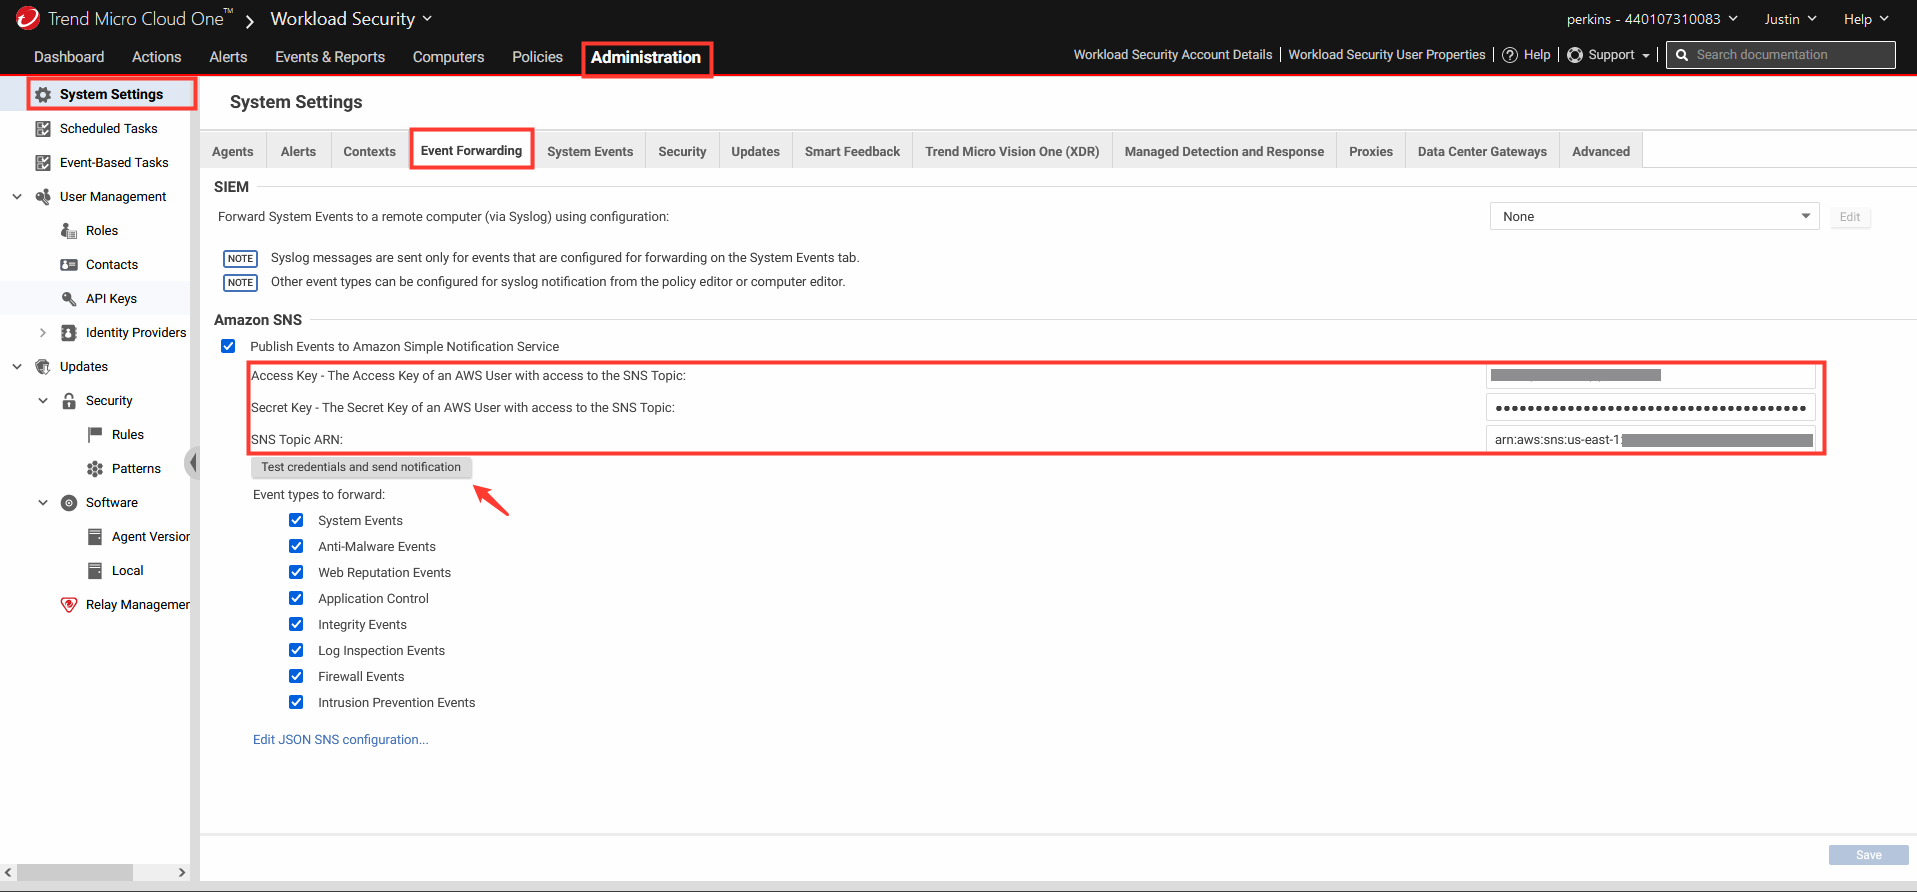 Trend Micro Cloud One™ > Workload Security
perkins - 440107310083 Justin Help
Dashboard Actions Alerts Events & Reports Computers Policies Administration
Workload Security Account Details | Workload Security User Properties | Help | Support | Search documentation
System Settings
Scheduled Tasks
Event-Based Tasks
User Management
Roles
Contacts
API Keys
Identity Providers
Updates
Security
Rules
Patterns
Software
Agent Version
Local
Relay Managemen
System Settings
Agents Alerts Contexts Event Forwarding System Events Security Updates Smart Feedback Trend Micro Vision One (XDR) Managed Detection and Response Proxies Data Center Gateways Advanced
SIEM
Forward System Events to a remote computer (via Syslog) using configuration: None Edit
NOTE Syslog messages are sent only for events that are configured for forwarding on the System Events tab.
NOTE Other event types can be configured for syslog notification from the policy editor or computer editor.
Amazon SNS
Publish Events to Amazon Simple Notification Service
Access Key - The Access Key of an AWS User with access to the SNS Topic:
Secret Key - The Secret Key of an AWS User with access to the SNS Topic: ••••••••••••••••••••••••••••••••••••••••
SNS Topic ARN: arn:aws:sns:us-east-1:
Test credentials and send notification
Event types to forward:
System Events
Anti-Malware Events
Web Reputation Events
Application Control
Integrity Events
Log Inspection Events
Firewall Events
Intrusion Prevention Events
Edit JSON SNS configuration...
Save